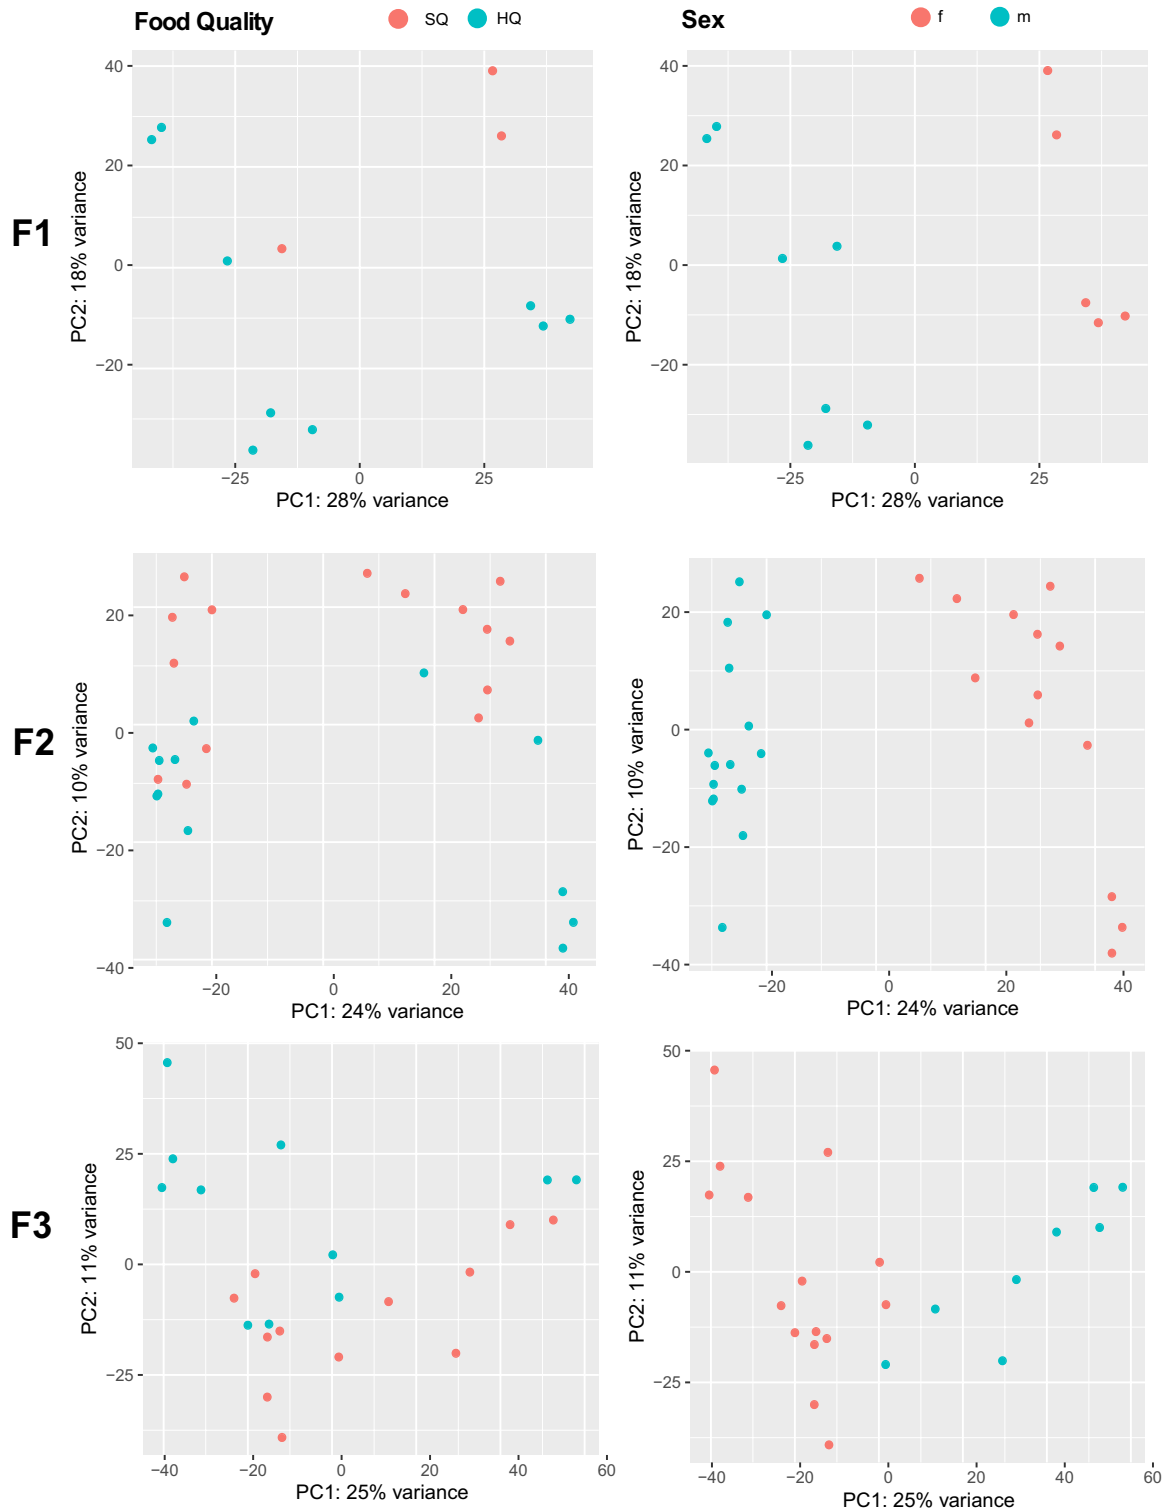 Food Quality SQ HQ
Sex f m
F1
40
20
0
−20
PC2: 18% variance
−25 0 25
PC1: 28% variance
40
20
0
−20
PC2: 18% variance
−25 0 25
PC1: 28% variance
F2
20
0
−20
−40
PC2: 10% variance
−20 0 20 40
PC1: 24% variance
20
0
−20
−40
PC2: 10% variance
−20 0 20 40
PC1: 24% variance
F3
50
25
0
−25
PC2: 11% variance
−40 −20 0 20 40 60
PC1: 25% variance
50
25
0
−25
PC2: 11% variance
−40 −20 0 20 40 60
PC1: 25% variance